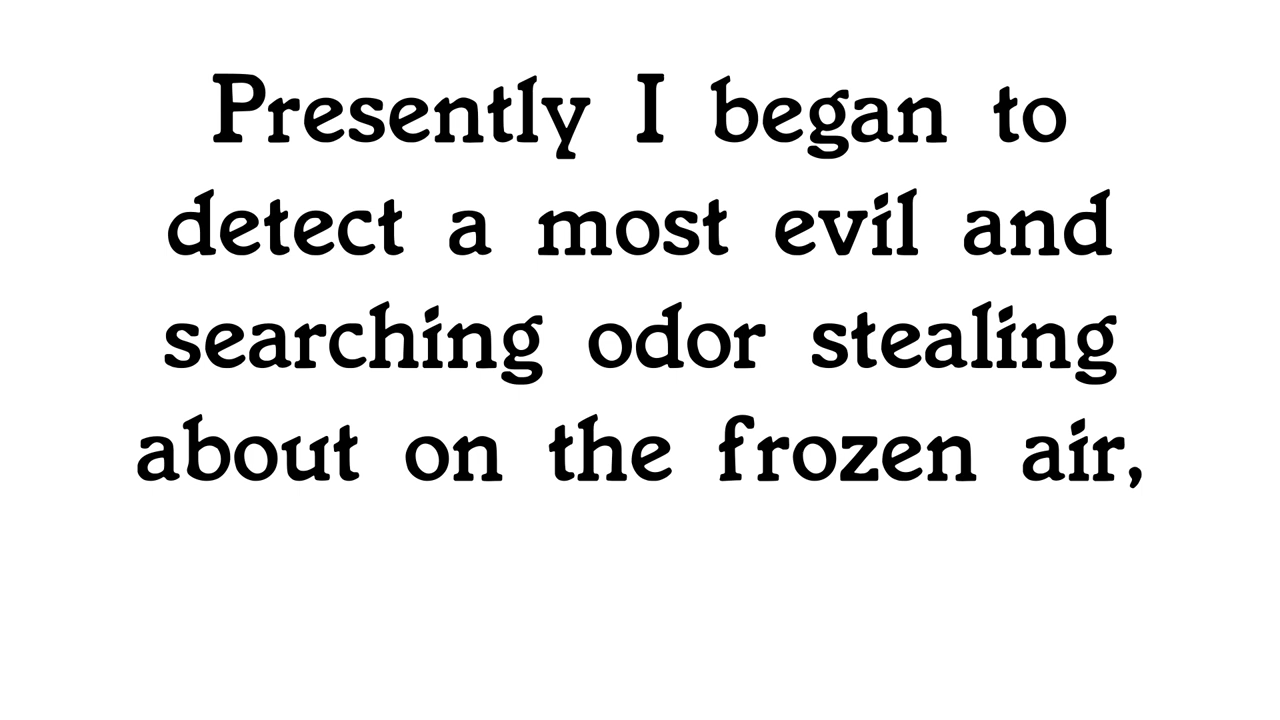 Presently I began to
detect a most evil and
searching odor stealing
about on the frozen air,